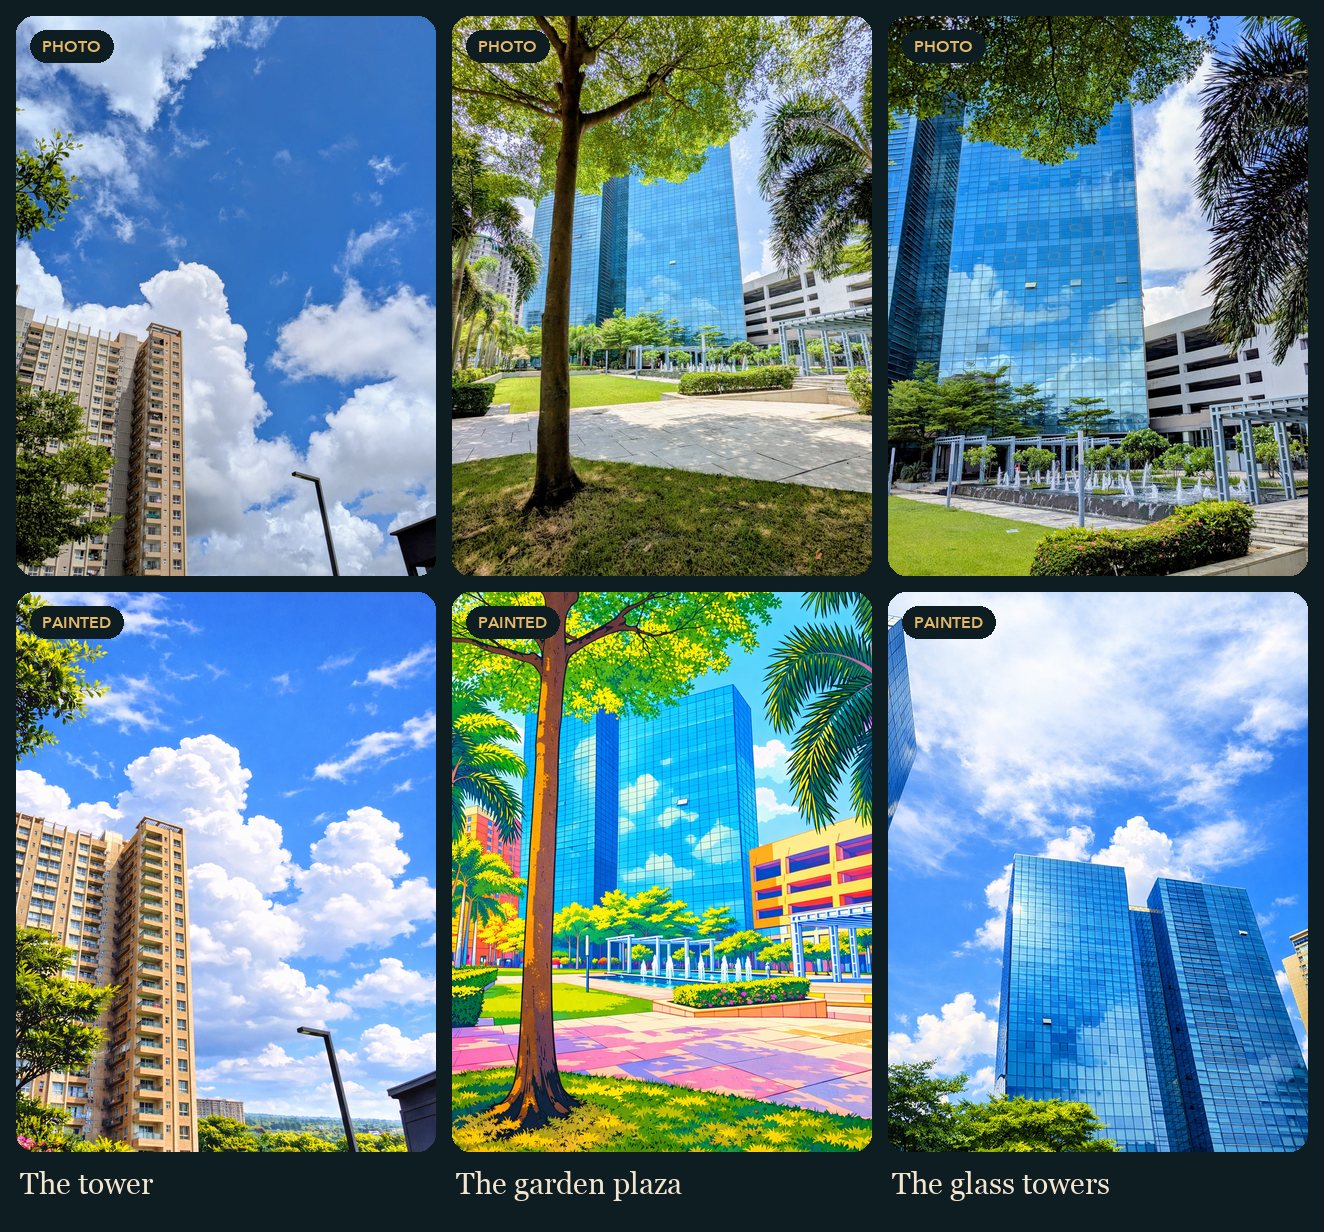 PHOTO
PHOTO
PHOTO
PAINTED
PAINTED
PAINTED
The tower
The garden plaza
The glass towers